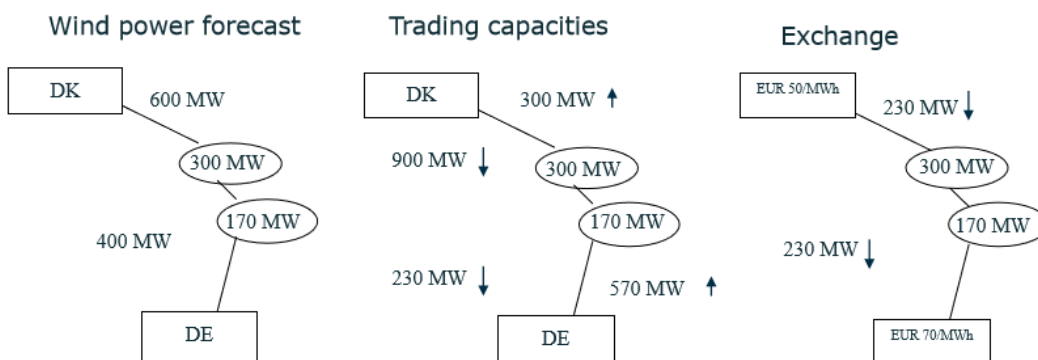 Wind power forecast
DK
600 MW
300 MW
170 MW
400 MW
DE
Trading capacities
DK
300 MW
900 MW
300 MW
170 MW
230 MW
570 MW
DE
Exchange
EUR 50/MWh
230 MW
300 MW
170 MW
230 MW
EUR 70/MWh